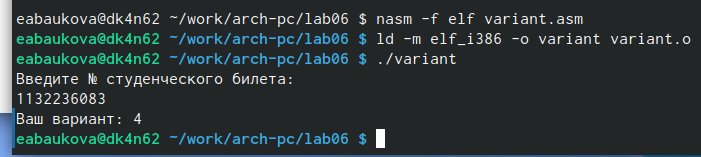 eabaukova@dk4n62 ~/work/arch-pc/lab06 $ nasm -f elf variant.asm
eabaukova@dk4n62 ~/work/arch-pc/lab06 $ ld -m elf_i386 -o variant variant.o
eabaukova@dk4n62 ~/work/arch-pc/lab06 $ ./variant
Введите № студенческого билета:
1132236083
Ваш вариант: 4
eabaukova@dk4n62 ~/work/arch-pc/lab06 $